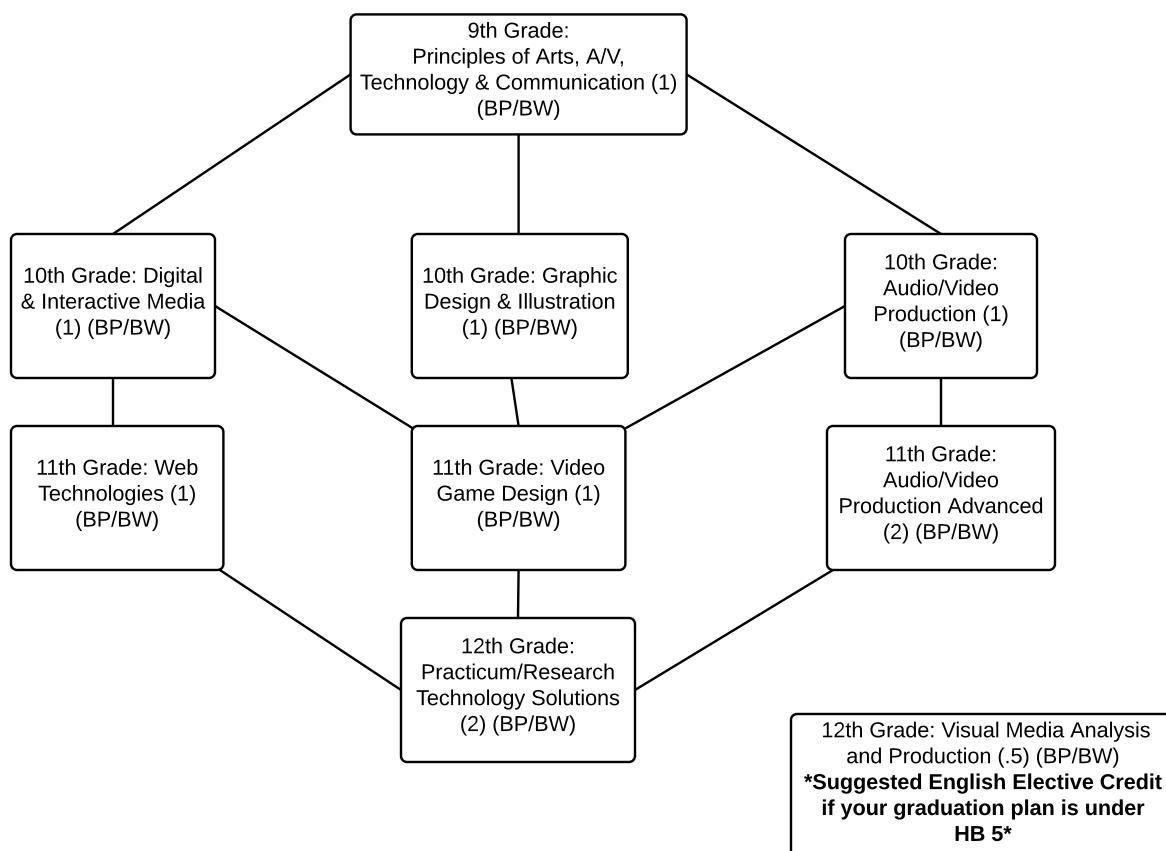 9th Grade:
Principles of Arts, A/V,
Technology & Communication (1)
(BP/BW)
10th Grade: Digital
& Interactive Media
(1) (BP/BW)
10th Grade: Graphic
Design & Illustration
(1) (BP/BW)
10th Grade:
Audio/Video
Production (1)
(BP/BW)
11th Grade: Web
Technologies (1)
(BP/BW)
11th Grade: Video
Game Design (1)
(BP/BW)
11th Grade:
Audio/Video
Production Advanced
(2) (BP/BW)
12th Grade:
Practicum/Research
Technology Solutions
(2) (BP/BW)
12th Grade: Visual Media Analysis
and Production (.5) (BP/BW)
*Suggested English Elective Credit
if your graduation plan is under
HB 5*